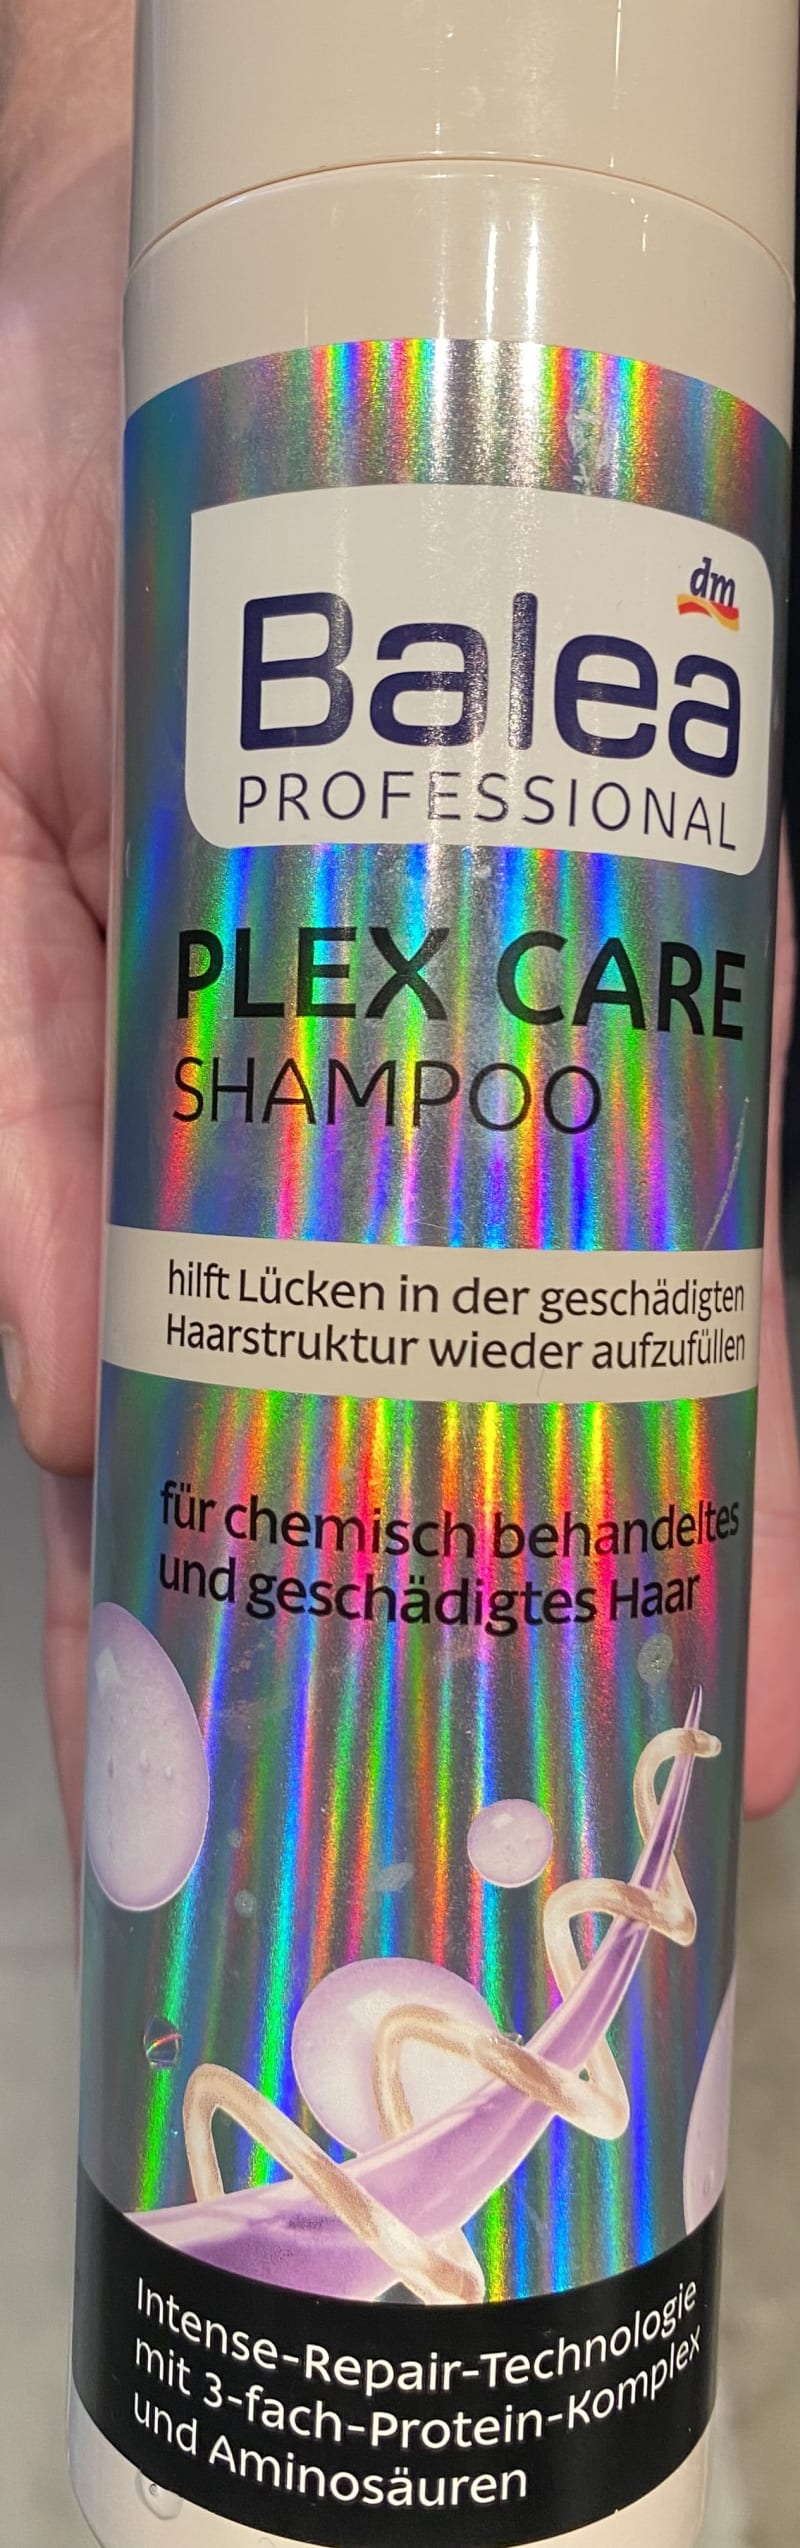 dm
Balea
PROFESSIONAL
PLEX CARE
SHAMPOO
hilft Lücken in der geschädigten
Haarstruktur wieder aufzufüllen
für chemisch behandeltes
und geschädigtes Haar
Intense-Repair-Technologie
mit 3-fach-Protein-Komplex
und Aminosäuren